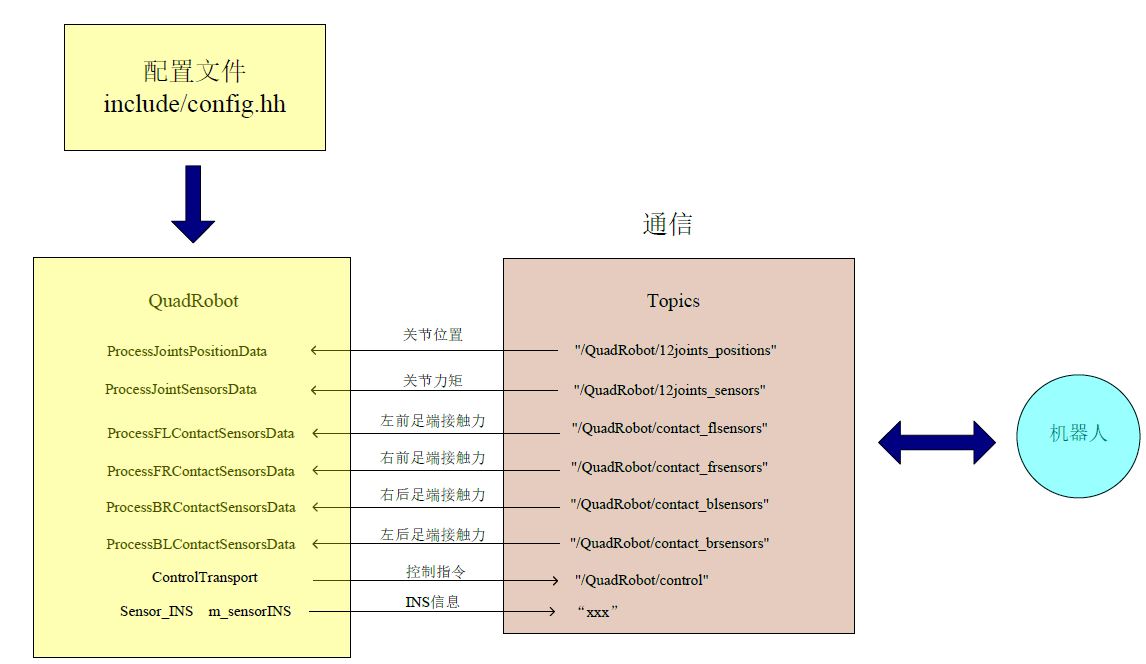 配置文件
include/config.hh
通信
QuadRobot
Topics
ProcessJointsPositionData
关节位置
"/QuadRobot/12joints_positions"
ProcessJointSensorsData
关节力矩
"/QuadRobot/12joints_sensors"
ProcessFLContactSensorsData
左前足端接触力
"/QuadRobot/contact_flsensors"
ProcessFRContactSensorsData
右前足端接触力
"/QuadRobot/contact_frsensors"
ProcessBRContactSensorsData
右后足端接触力
"/QuadRobot/contact_blsensors"
ProcessBLContactSensorsData
左后足端接触力
"/QuadRobot/contact_brsensors"
ControlTransport
控制指令
"/QuadRobot/control"
Sensor_INS m_sensorINS
INS信息
“xxx”
机器人